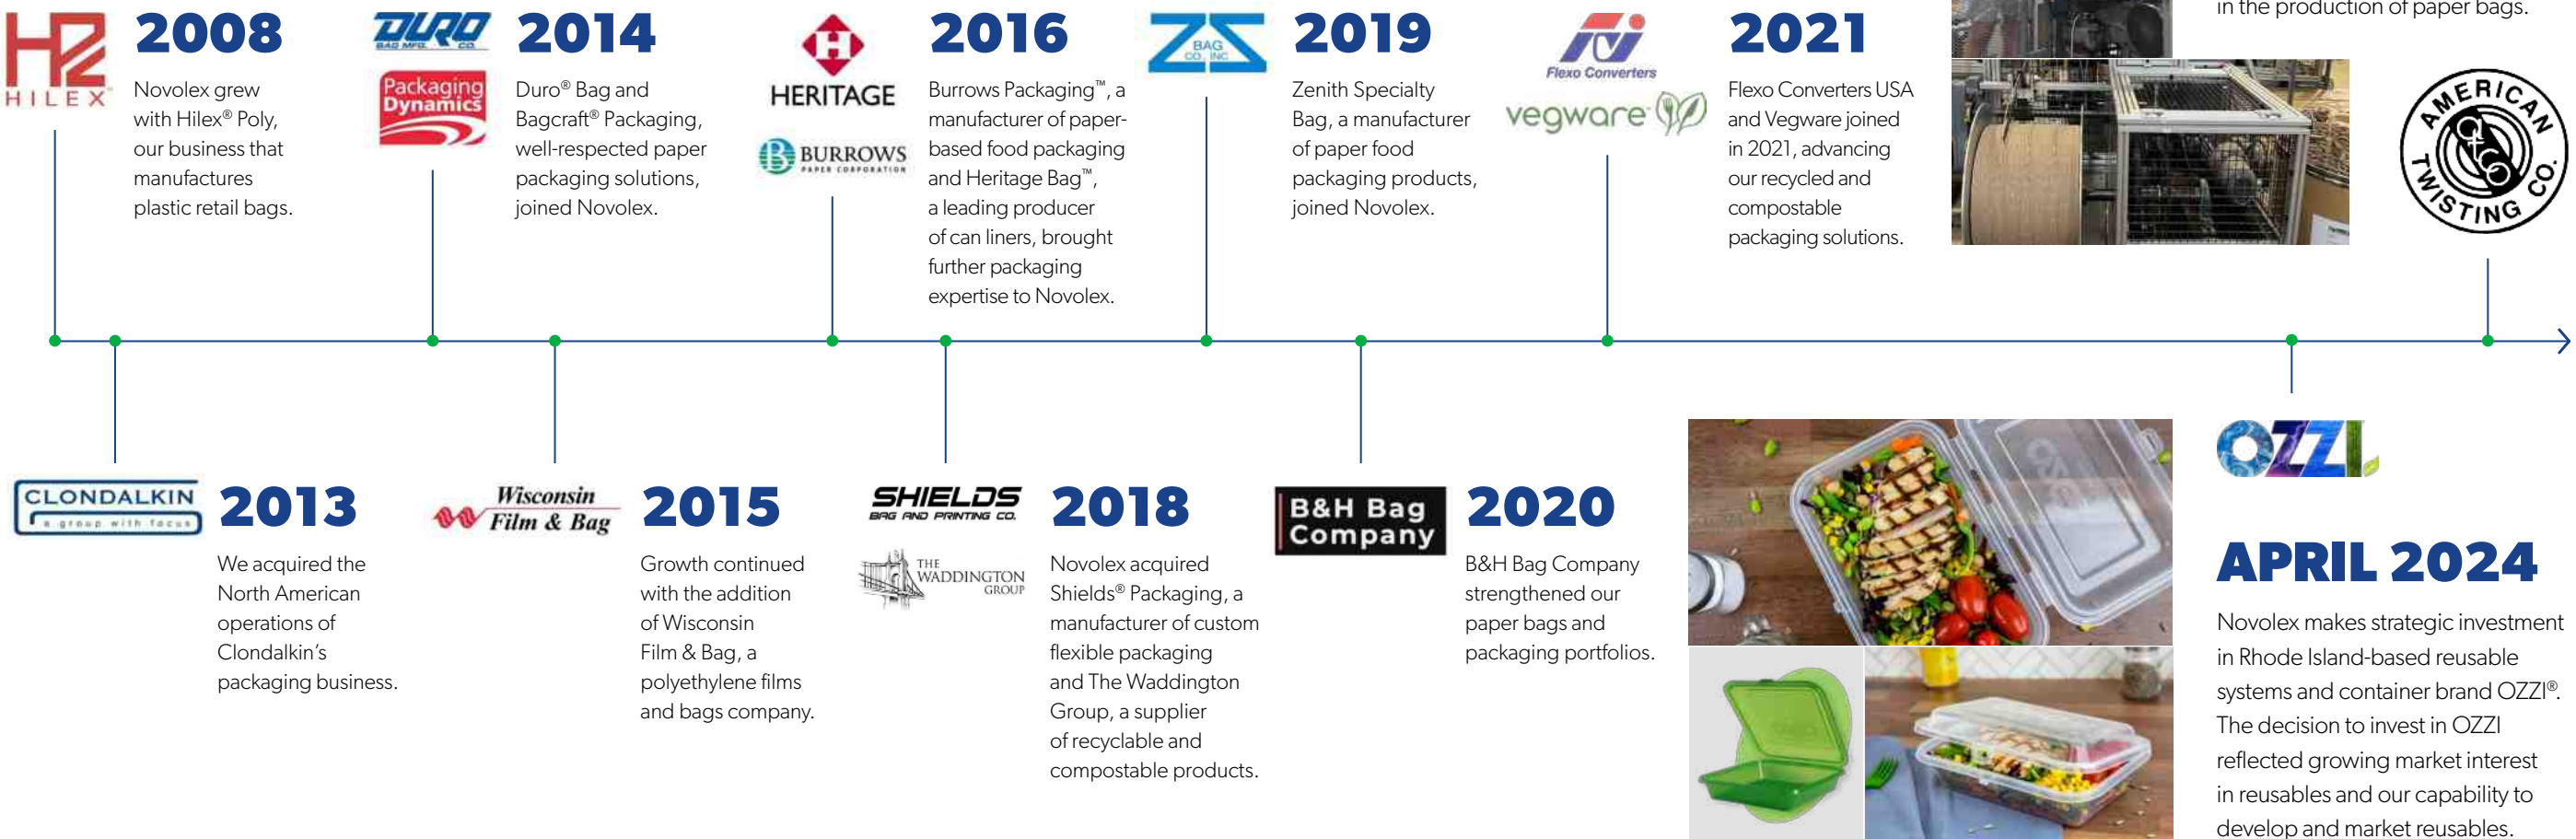 HILEX
2008
Novolex grew
with Hilex® Poly,
our business that
manufactures
plastic retail bags.
DURO
BAG MFG. CO.
Packaging
Dynamics
2014
Duro® Bag and
Bagcraft® Packaging,
well-respected paper
packaging solutions,
joined Novolex.
H
HERITAGE
B BURROWS
PAPER CORPORATION
2016
Burrows Packaging™, a
manufacturer of paper-
based food packaging
and Heritage Bag™,
a leading producer
of can liners, brought
further packaging
expertise to Novolex.
ZS
BAG
CO., INC
2019
Zenith Specialty
Bag, a manufacturer
of paper food
packaging products,
joined Novolex.
Flexo Converters
vegware™
2021
Flexo Converters USA
and Vegware joined
in 2021, advancing
our recycled and
compostable
packaging solutions.
in the production of paper bags.
AMERICAN
TWISTING CO.
CLONDALKIN
a group with focus
2013
We acquired the
North American
operations of
Clondalkin’s
packaging business.
Wisconsin
Film & Bag
2015
Growth continued
with the addition
of Wisconsin
Film & Bag, a
polyethylene films
and bags company.
SHIELDS
BAG AND PRINTING CO.
THE
WADDINGTON
GROUP
2018
Novolex acquired
Shields® Packaging, a
manufacturer of custom
flexible packaging
and The Waddington
Group, a supplier
of recyclable and
compostable products.
B&H Bag
Company
2020
B&H Bag Company
strengthened our
paper bags and
packaging portfolios.
OZZI
APRIL 2024
Novolex makes strategic investment
in Rhode Island-based reusable
systems and container brand OZZI®.
The decision to invest in OZZI
reflected growing market interest
in reusables and our capability to
develop and market reusables.